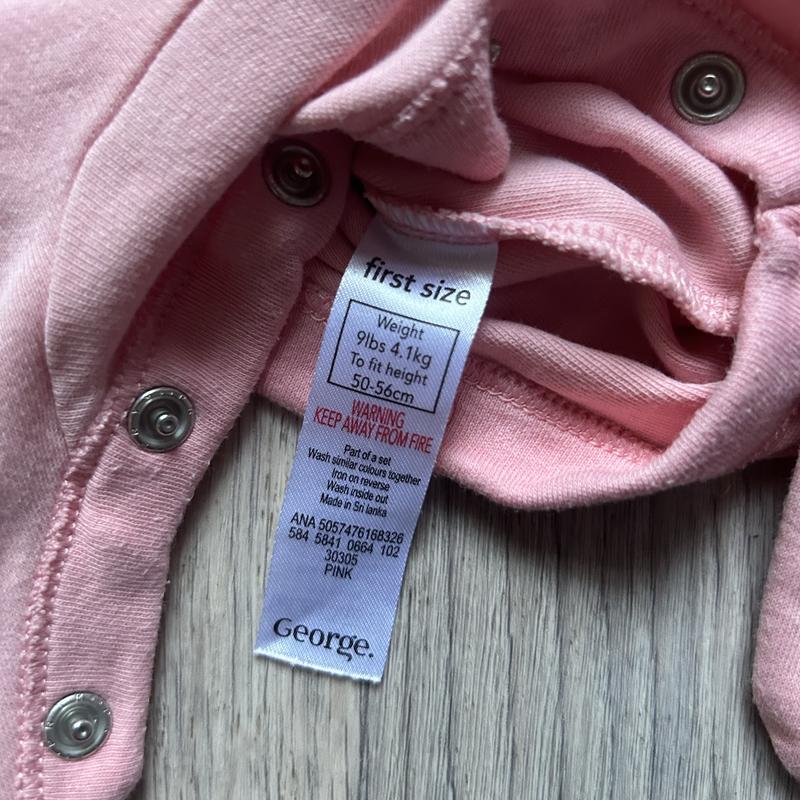 first size
Weight
9lbs 4.1kg
To fit height
50-56cm
WARNING
KEEP AWAY FROM FIRE
Part of a set
Wash similar colours together
Iron on reverse
Wash inside out
Made in Sri lanka
ANA 5057476168326
584 5841 0664 102
30305
PINK
George.